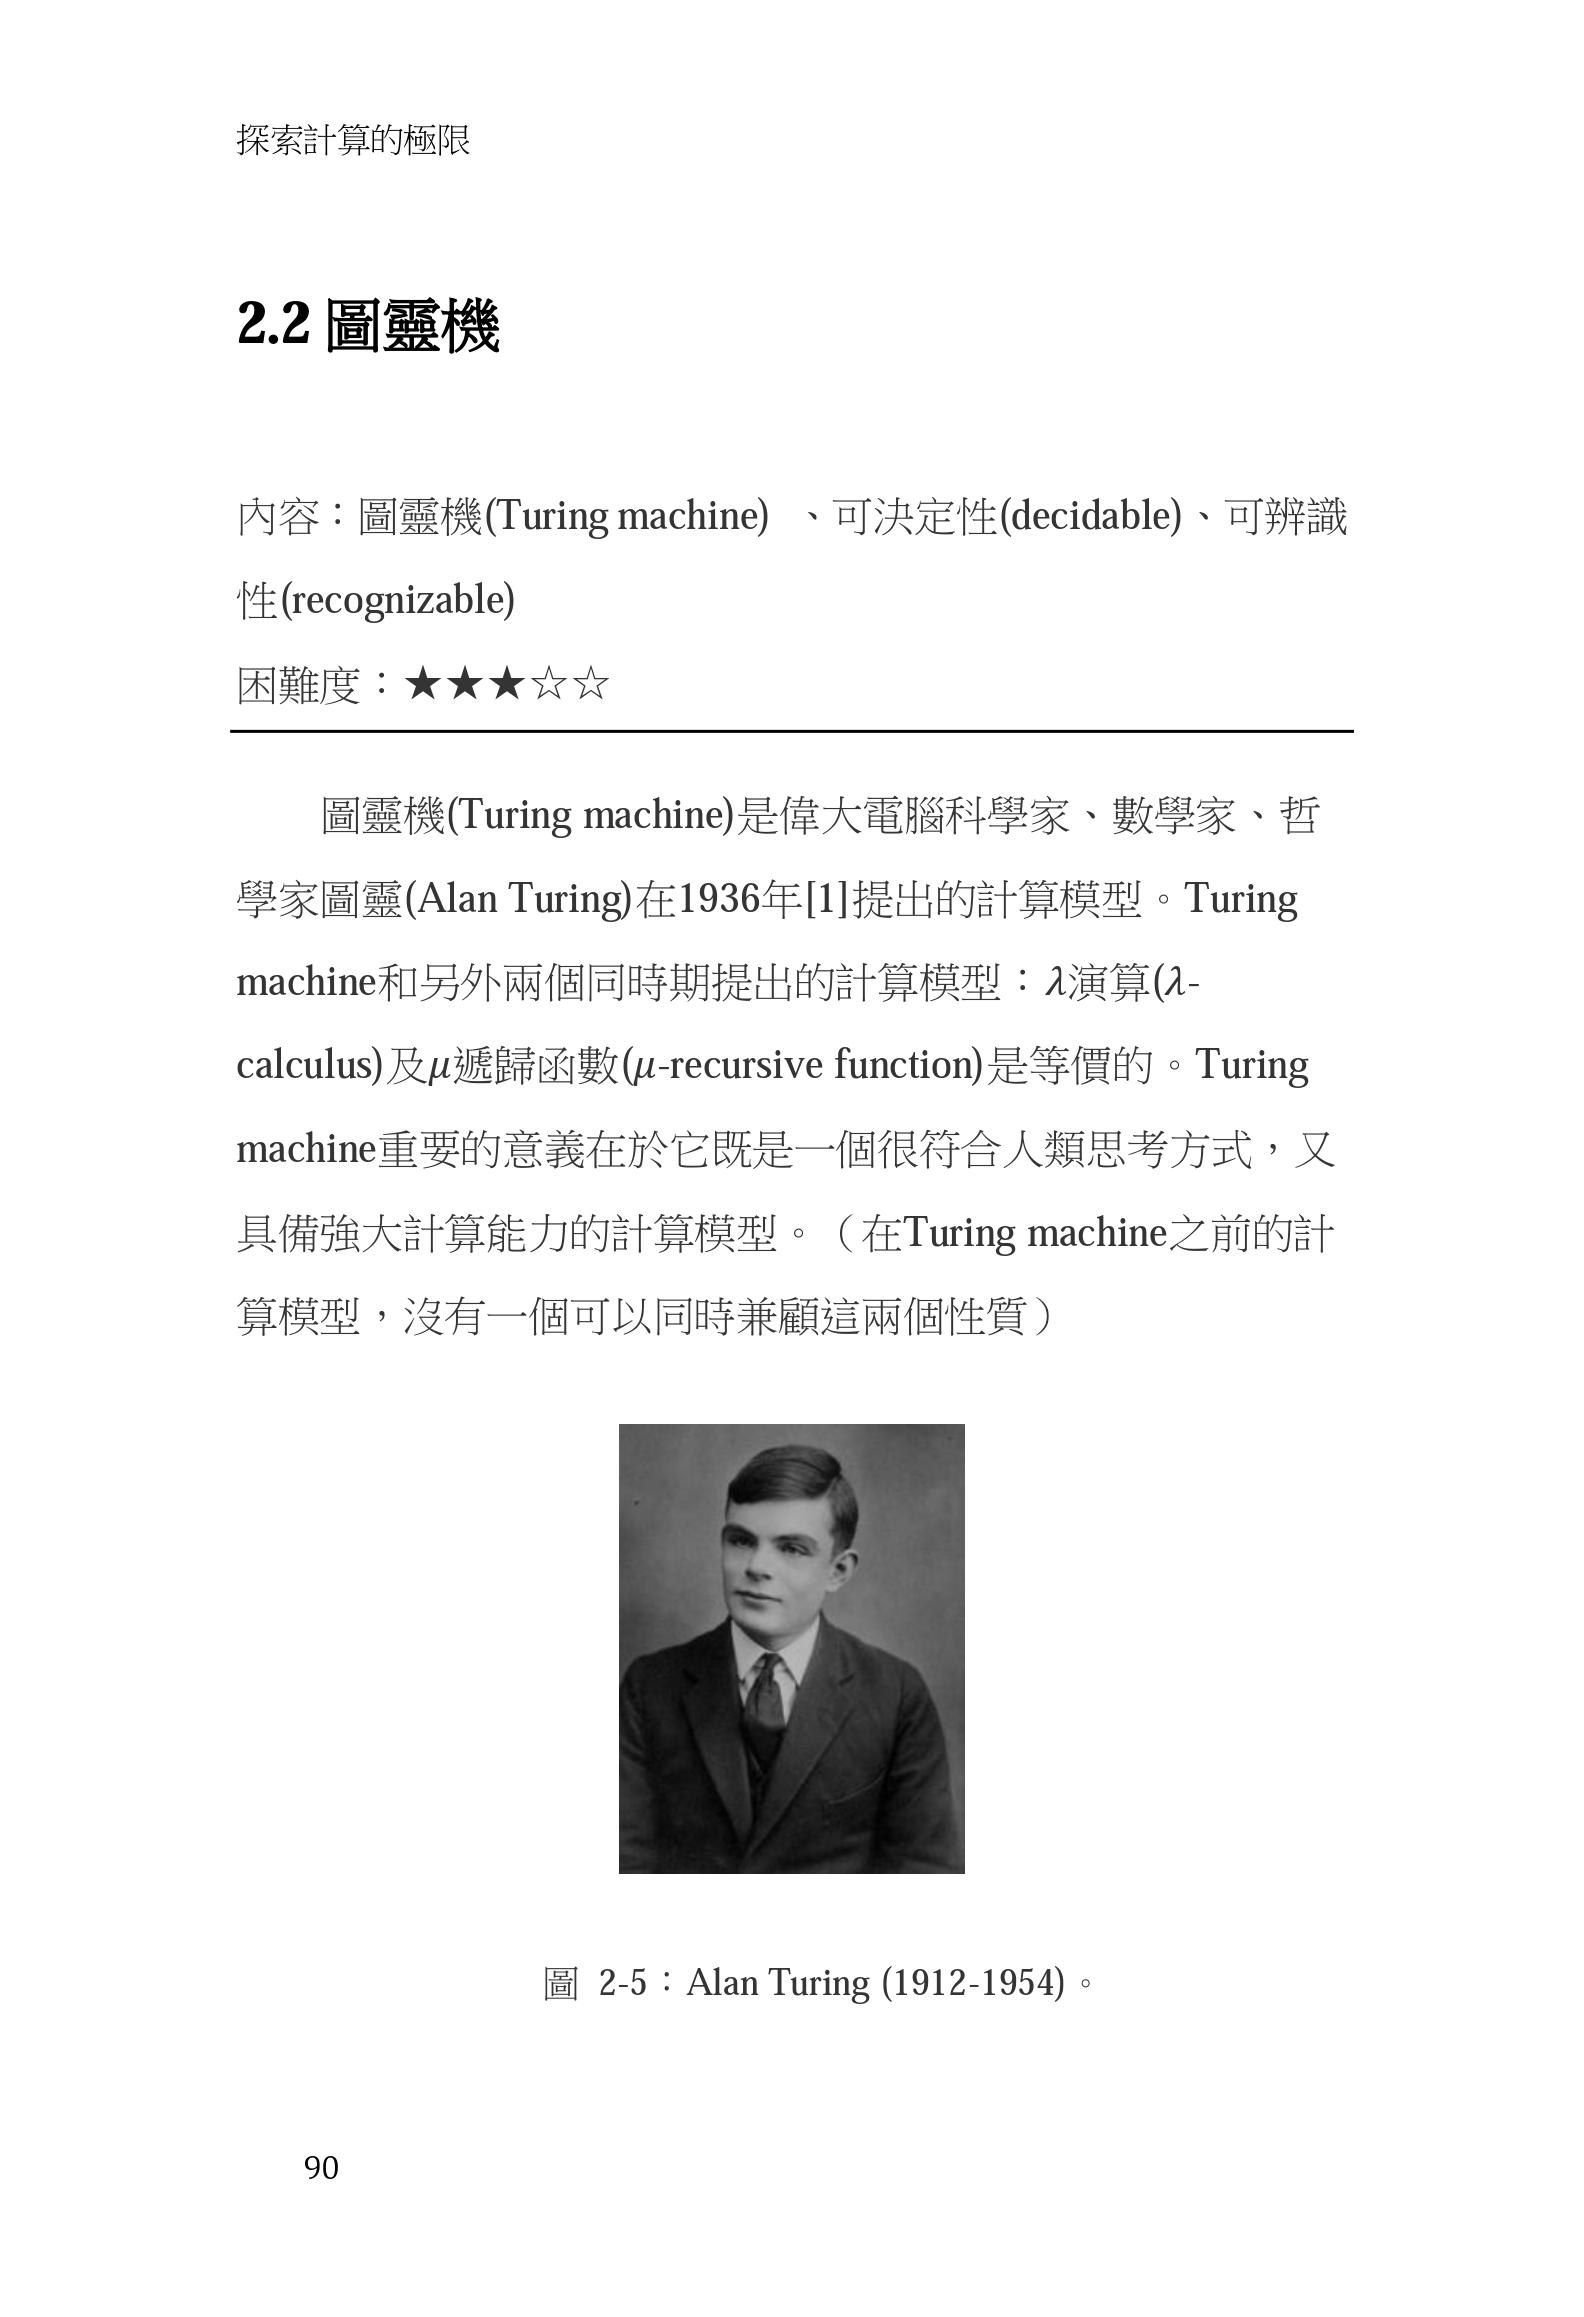 探索計算的極限
2.2 圖靈機
內容：圖靈機(Turing machine) 、可決定性(decidable)、可辨識
性(recognizable)
困難度：★★★☆☆
圖靈機(Turing machine)是偉大電腦科學家、數學家、哲
學家圖靈(Alan Turing)在1936年[1]提出的計算模型。Turing
machine和另外兩個同時期提出的計算模型：λ演算(λ-
calculus)及μ遞歸函數(μ-recursive function)是等價的。Turing
machine重要的意義在於它既是一個很符合人類思考方式，又
具備強大計算能力的計算模型。（在Turing machine之前的計
算模型，沒有一個可以同時兼顧這兩個性質）
圖 2-5：Alan Turing (1912-1954)。
90